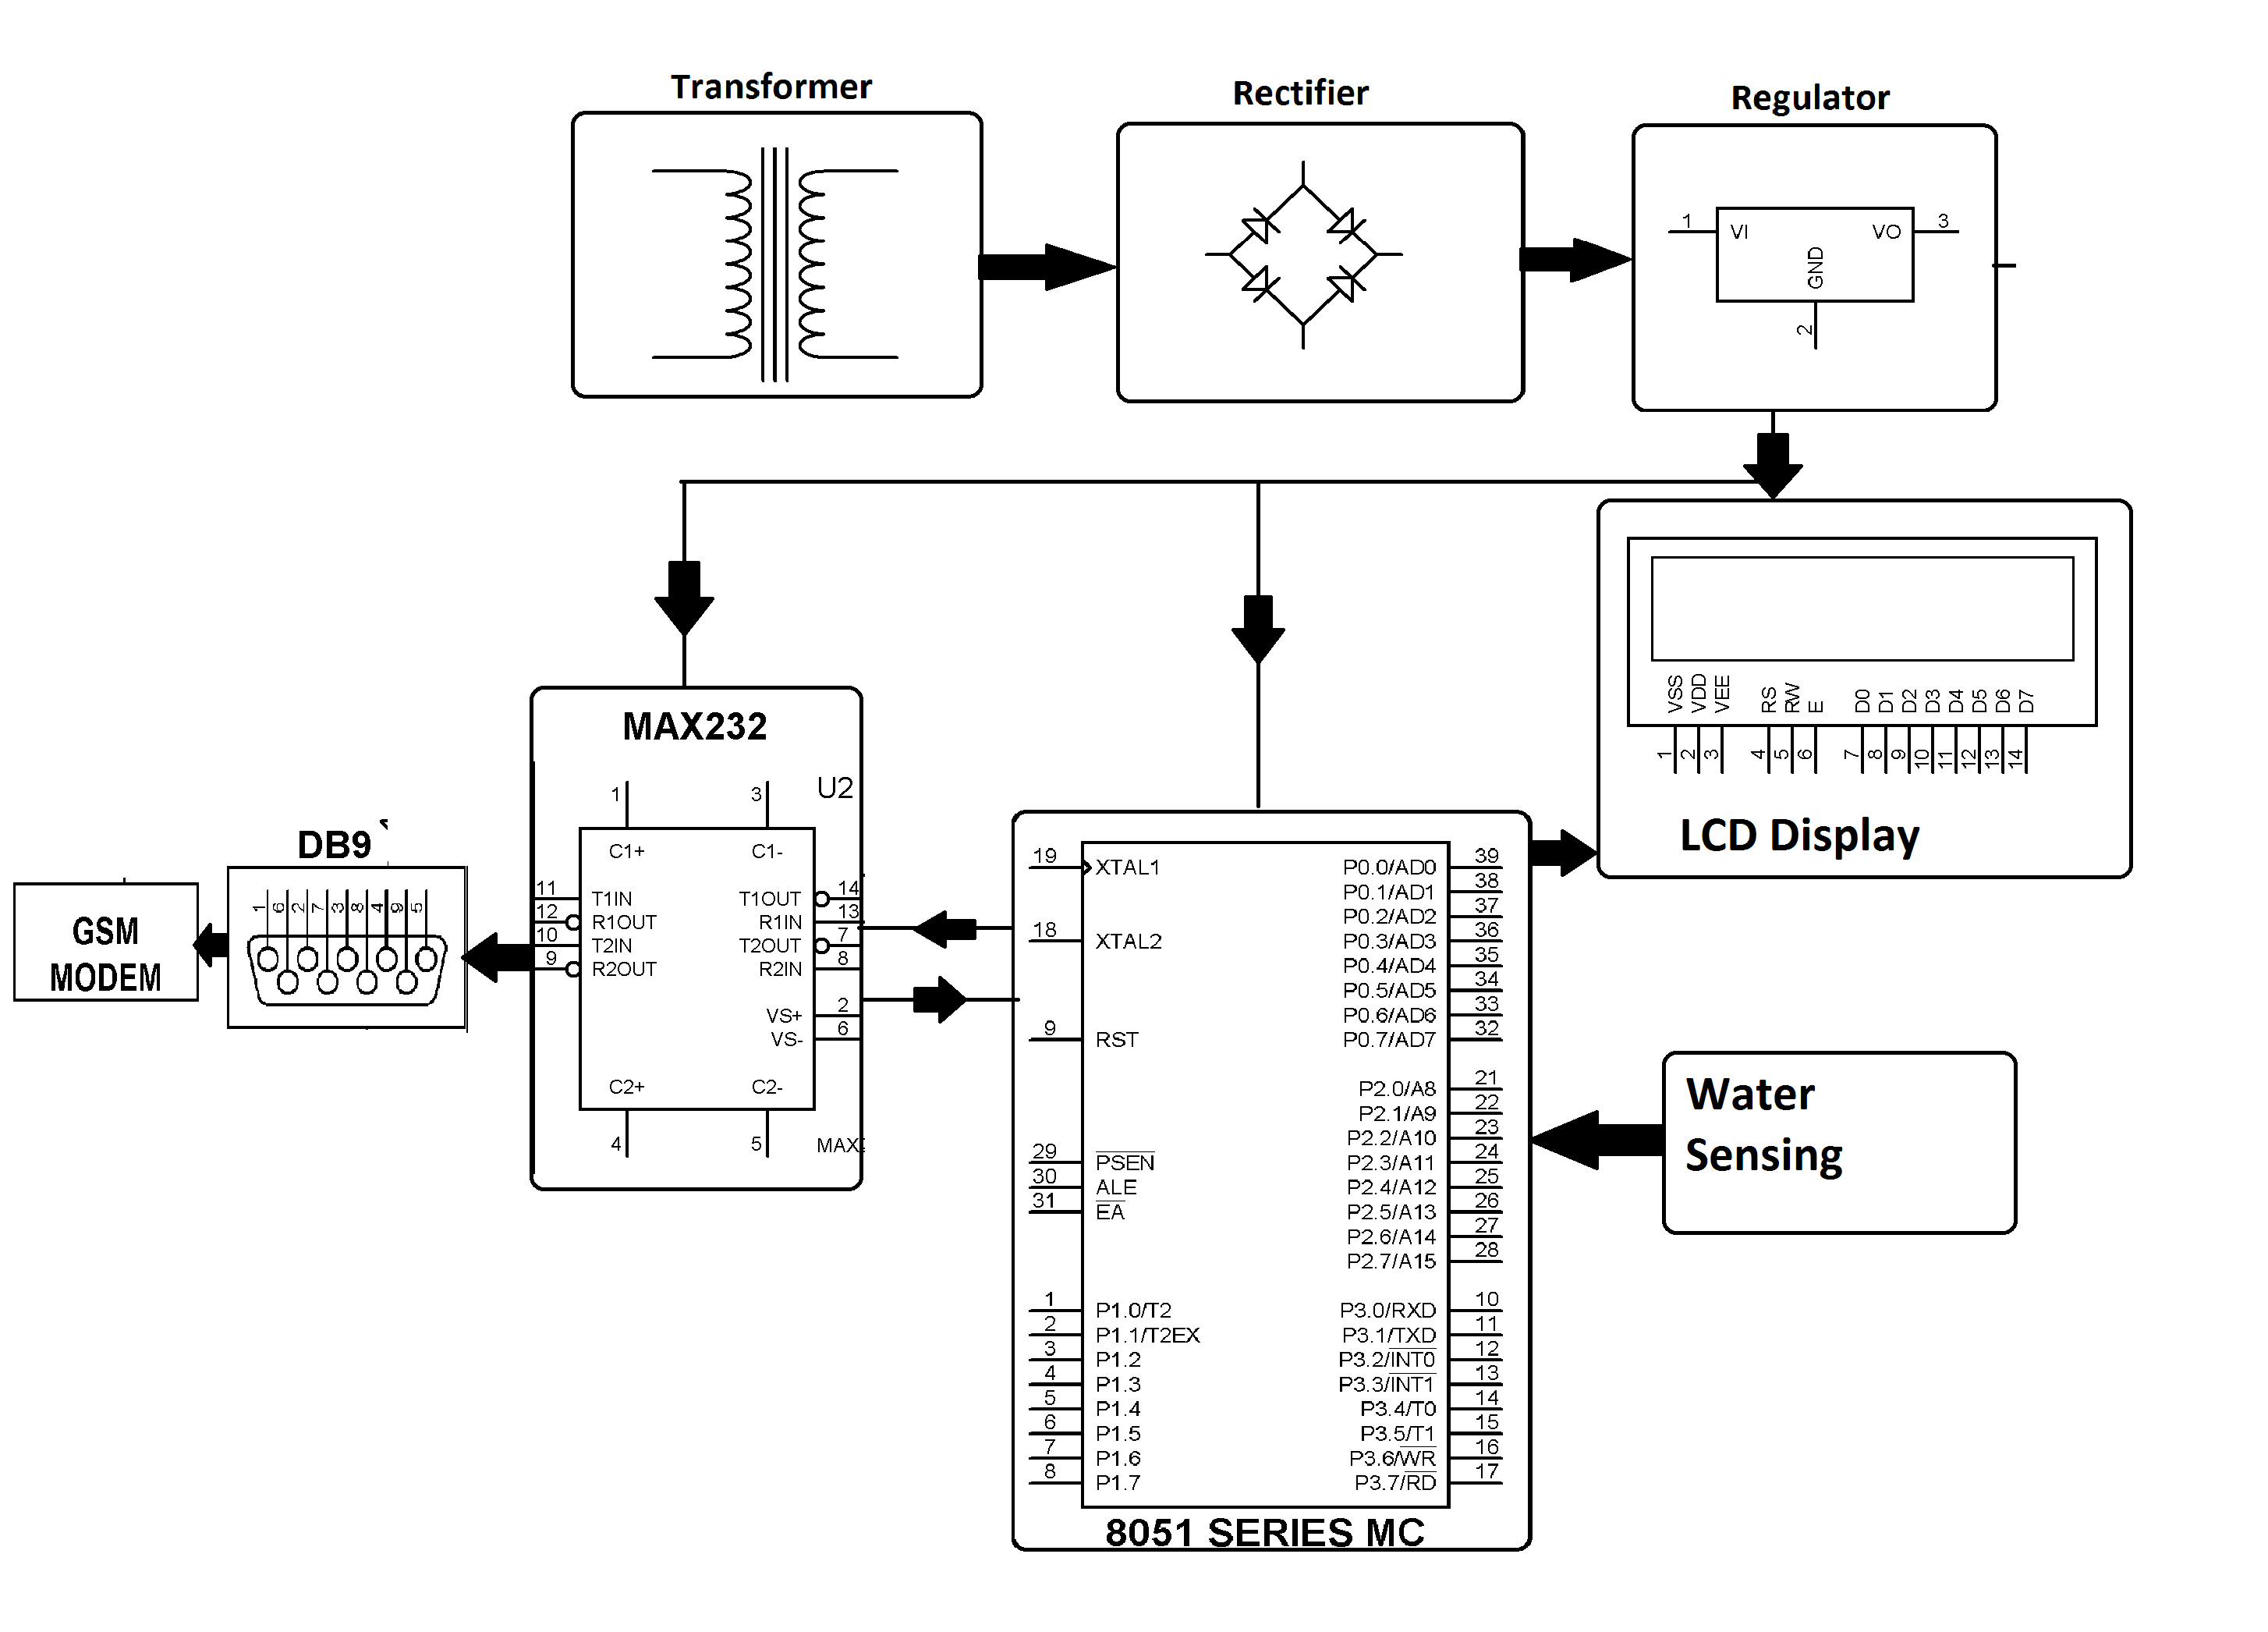 Transformer
Rectifier
Regulator
1
VI
VO
3
GND
2
VSS
VDD
VEE
RS
RW
E
D0
D1
D2
D3
D4
D5
D6
D7
1
2
3
4
5
6
7
8
9
10
11
12
13
14
LCD Display
MAX232
U2
1
3
C1+
C1-
11
T1IN
T1OUT
14
12
R1OUT
R1IN
13
10
T2IN
T2OUT
7
9
R2OUT
R2IN
8
VS+
2
VS-
6
C2+
C2-
4
5
MAX
DB9
1
6
2
7
3
8
4
9
5
GSM
MODEM
19
XTAL1
P0.0/AD0
39
P0.1/AD1
38
P0.2/AD2
37
18
XTAL2
P0.3/AD3
36
P0.4/AD4
35
P0.5/AD5
34
P0.6/AD6
33
9
RST
P0.7/AD7
32
P2.0/A8
21
P2.1/A9
22
P2.2/A10
23
29
PSEN
P2.3/A11
24
30
ALE
P2.4/A12
25
31
EA
P2.5/A13
26
P2.6/A14
27
P2.7/A15
28
1
P1.0/T2
P3.0/RXD
10
2
P1.1/T2EX
P3.1/TXD
11
3
P1.2
P3.2/INT0
12
4
P1.3
P3.3/INT1
13
5
P1.4
P3.4/T0
14
6
P1.5
P3.5/T1
15
7
P1.6
P3.6/WR
16
8
P1.7
P3.7/RD
17
8051 SERIES MC
Water
Sensing